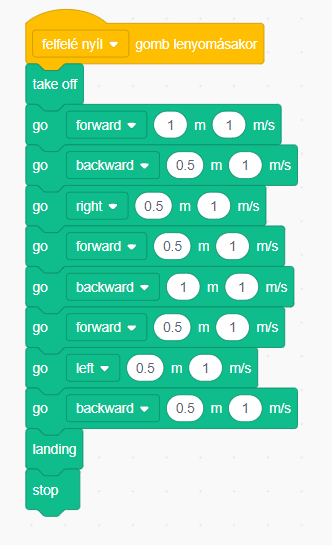 felfelé nyíl gomb lenyomásakor
take off
go forward 1 m 1 m/s
go backward 0.5 m 1 m/s
go right 0.5 m 1 m/s
go forward 0.5 m 1 m/s
go backward 1 m 1 m/s
go forward 0.5 m 1 m/s
go left 0.5 m 1 m/s
go backward 0.5 m 1 m/s
landing
stop